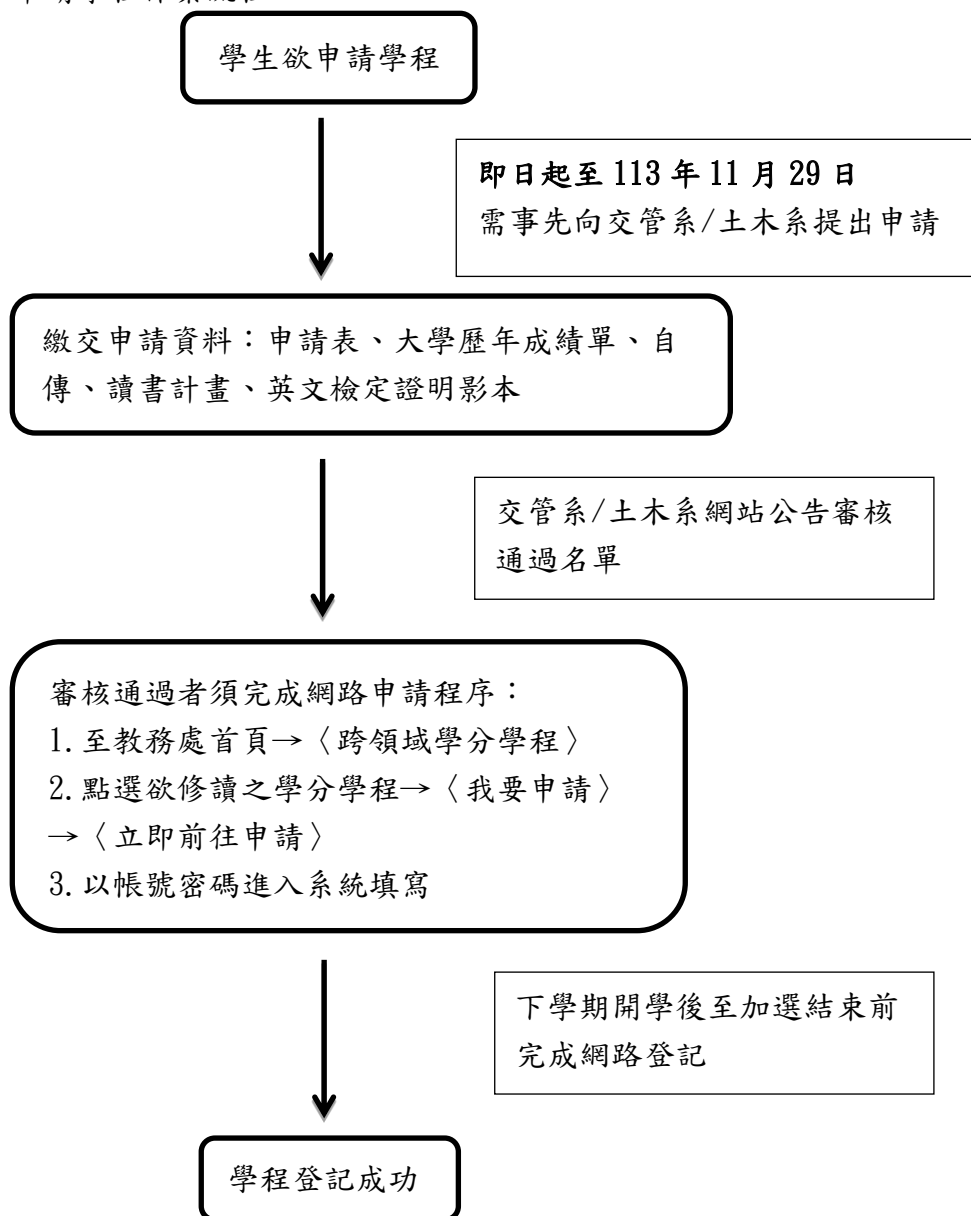 學生欲申請學程
即日起至 113 年 11 月 29 日
需事先向交管系/土木系提出申請
繳交申請資料：申請表、大學歷年成績單、自
傳、讀書計畫、英文檢定證明影本
交管系/土木系網站公告審核
通過名單
審核通過者須完成網路申請程序：
1.至教務處首頁→〈跨領域學分學程〉
2.點選欲修讀之學分學程→〈我要申請〉
→〈立即前往申請〉
3.以帳號密碼進入系統填寫
下學期開學後至加選結束前
完成網路登記
學程登記成功